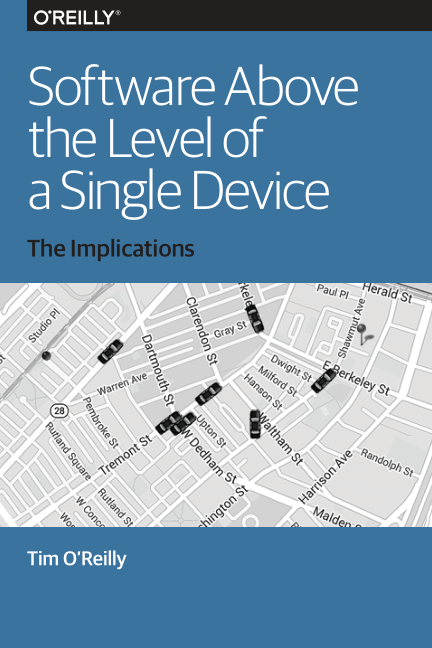 O'REILLY®
Software Above
the Level of
a Single Device
The Implications
Paul Pl
Herald St
Studio Pl
Clarendon St
Gray St
Shawmut Ave
Dartmouth St
Dwight St
E Berkeley St
Milford St
Hanson St
Warren Ave
28
Pembroke St
Upton St
Waltham St
Rutland Square
Tremont St
W Dedham St
Harrison Ave
Randolph St
Rutland St
W Conco
Malden S
Tim O'Reilly